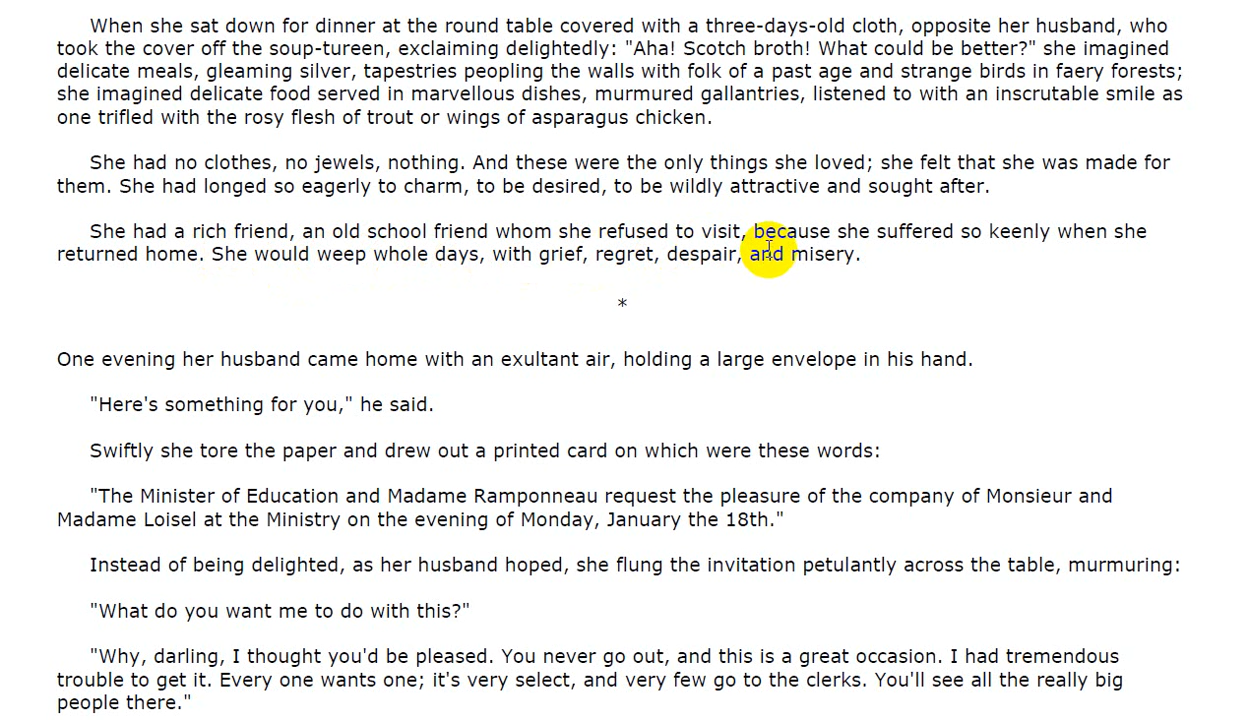 When she sat down for dinner at the round table covered with a three-days-old cloth, opposite her husband, who
took the cover off the soup-tureen, exclaiming delightedly: "Aha! Scotch broth! What could be better?" she imagined
delicate meals, gleaming silver, tapestries peopling the walls with folk of a past age and strange birds in faery forests;
she imagined delicate food served in marvellous dishes, murmured gallantries, listened to with an inscrutable smile as
one trifled with the rosy flesh of trout or wings of asparagus chicken.
She had no clothes, no jewels, nothing. And these were the only things she loved; she felt that she was made for
them. She had longed so eagerly to charm, to be desired, to be wildly attractive and sought after.
She had a rich friend, an old school friend whom she refused to visit, because she suffered so keenly when she
returned home. She would weep whole days, with grief, regret, despair, and misery.
*
One evening her husband came home with an exultant air, holding a large envelope in his hand.
"Here's something for you," he said.
Swiftly she tore the paper and drew out a printed card on which were these words:
"The Minister of Education and Madame Ramponneau request the pleasure of the company of Monsieur and
Madame Loisel at the Ministry on the evening of Monday, January the 18th."
Instead of being delighted, as her husband hoped, she flung the invitation petulantly across the table, murmuring:
"What do you want me to do with this?"
"Why, darling, I thought you'd be pleased. You never go out, and this is a great occasion. I had tremendous
trouble to get it. Every one wants one; it's very select, and very few go to the clerks. You'll see all the really big
people there."